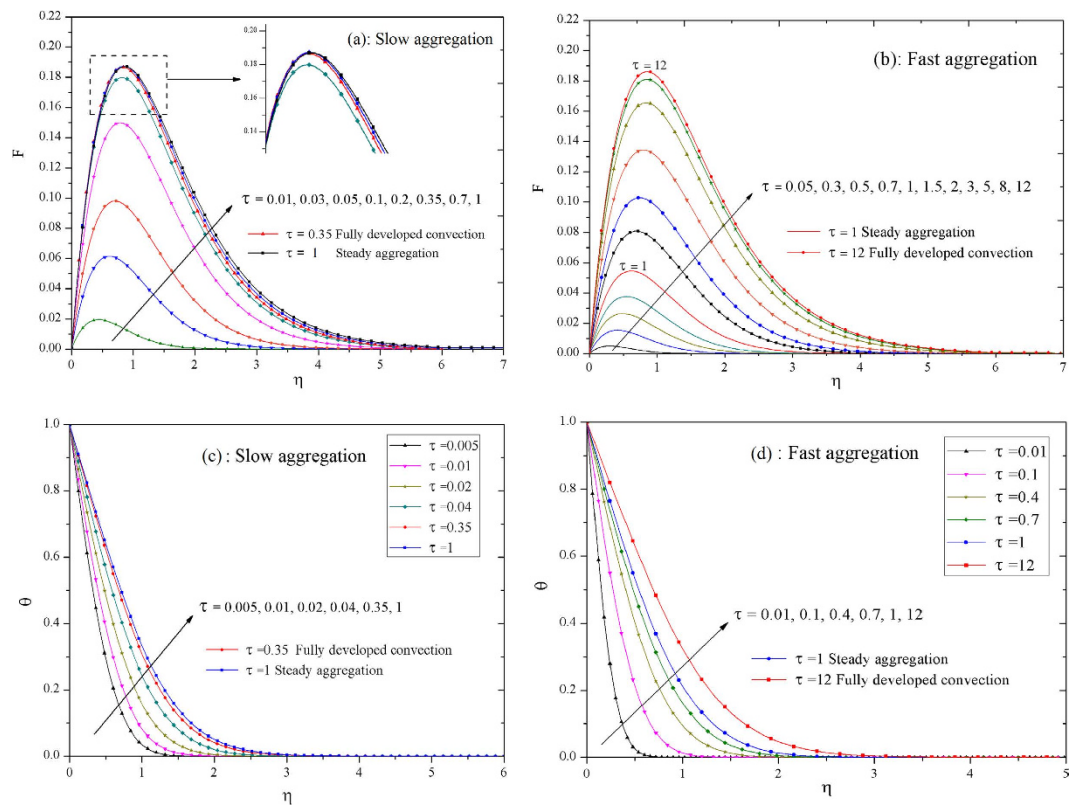 (a): Slow aggregation
0.22
0.20
0.18
0.16
0.14
0.12
0.10
0.08
0.06
0.04
0.02
0.00
F
0.18
0.17
0.16
0.15
0.14
0.13
τ = 0.01, 0.03, 0.05, 0.1, 0.2, 0.35, 0.7, 1
τ = 0.35 Fully developed convection
τ = 1 Steady aggregation
0 1 2 3 4 5 6 7
η
(b): Fast aggregation
0.22
0.20
0.18
0.16
0.14
0.12
0.10
0.08
0.06
0.04
0.02
0.00
F
τ = 12
τ = 0.05, 0.3, 0.5, 0.7, 1, 1.5, 2, 3, 5, 8, 12
τ = 1 Steady aggregation
τ = 12 Fully developed convection
τ = 1
0 1 2 3 4 5 6 7
η
(c) : Slow aggregation
1.0
0.8
0.6
0.4
0.2
0.0
θ
τ =0.005
τ =0.01
τ =0.02
τ =0.04
τ =0.35
τ =1
τ = 0.005, 0.01, 0.02, 0.04, 0.35, 1
τ =0.35 Fully developed convection
τ =1 Steady aggregation
0 1 2 3 4 5 6
η
(d) : Fast aggregation
1.0
0.8
0.6
0.4
0.2
0.0
θ
τ =0.01
τ =0.1
τ =0.4
τ =0.7
τ =1
τ =12
τ = 0.01, 0.1, 0.4, 0.7, 1, 12
τ =1 Steady aggregation
τ =12 Fully developed convection
0 1 2 3 4 5
η